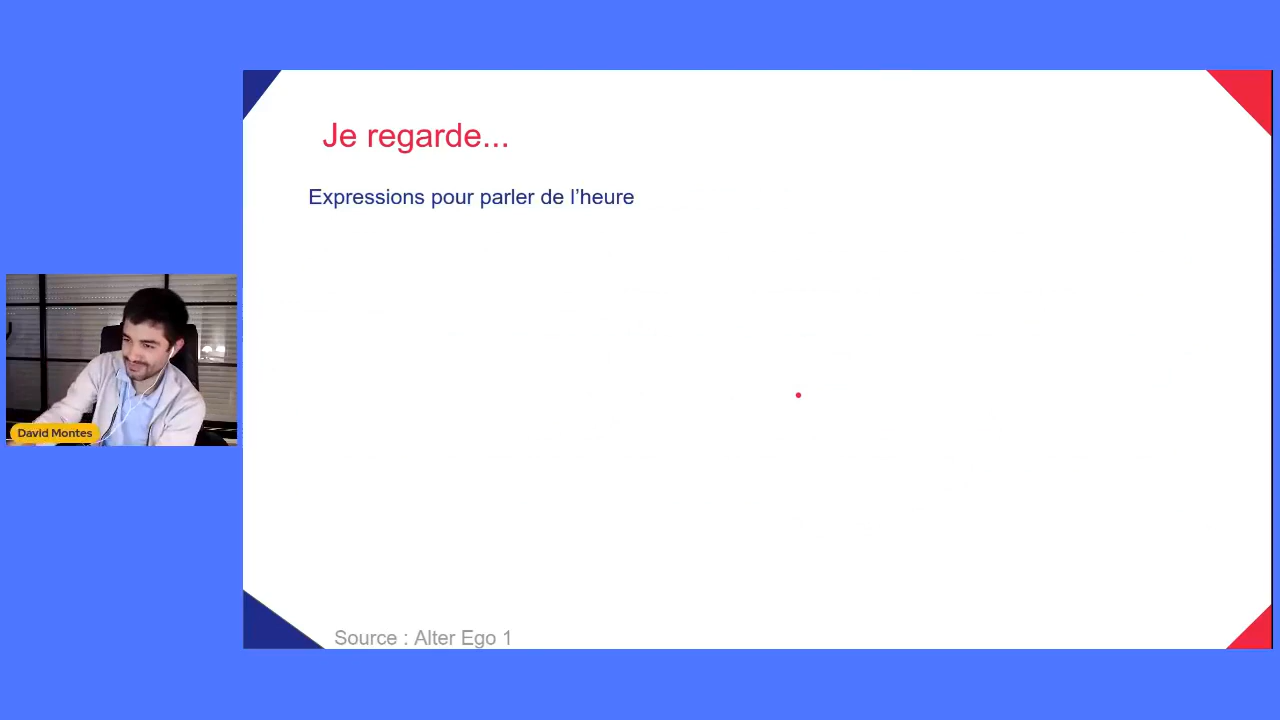 Je regarde...
Expressions pour parler de l’heure
David Montes
Source : Alter Ego 1